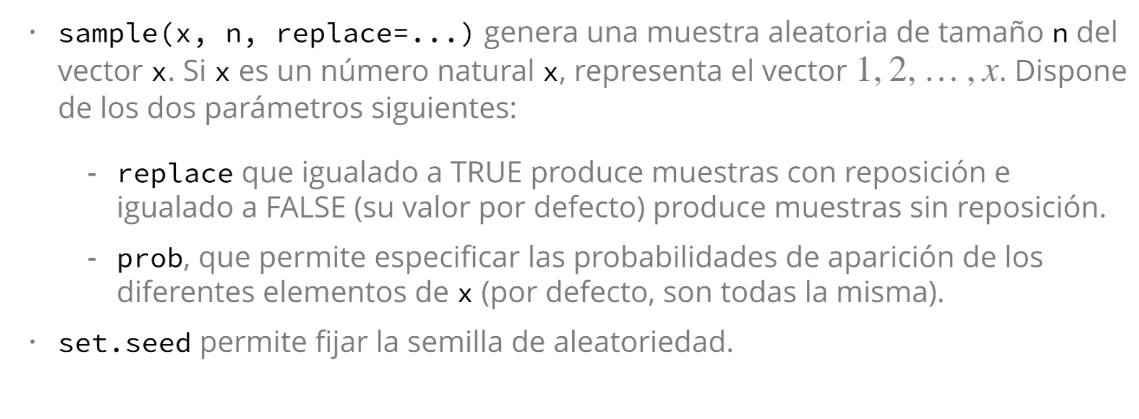 · sample(x, n, replace=...) genera una muestra aleatoria de tamaño n del
vector x. Si x es un número natural x, representa el vector 1, 2, … , x. Dispone
de los dos parámetros siguientes:
- replace que igualado a TRUE produce muestras con reposición e
igualado a FALSE (su valor por defecto) produce muestras sin reposición.
- prob, que permite especificar las probabilidades de aparición de los
diferentes elementos de x (por defecto, son todas la misma).
· set.seed permite fijar la semilla de aleatoriedad.